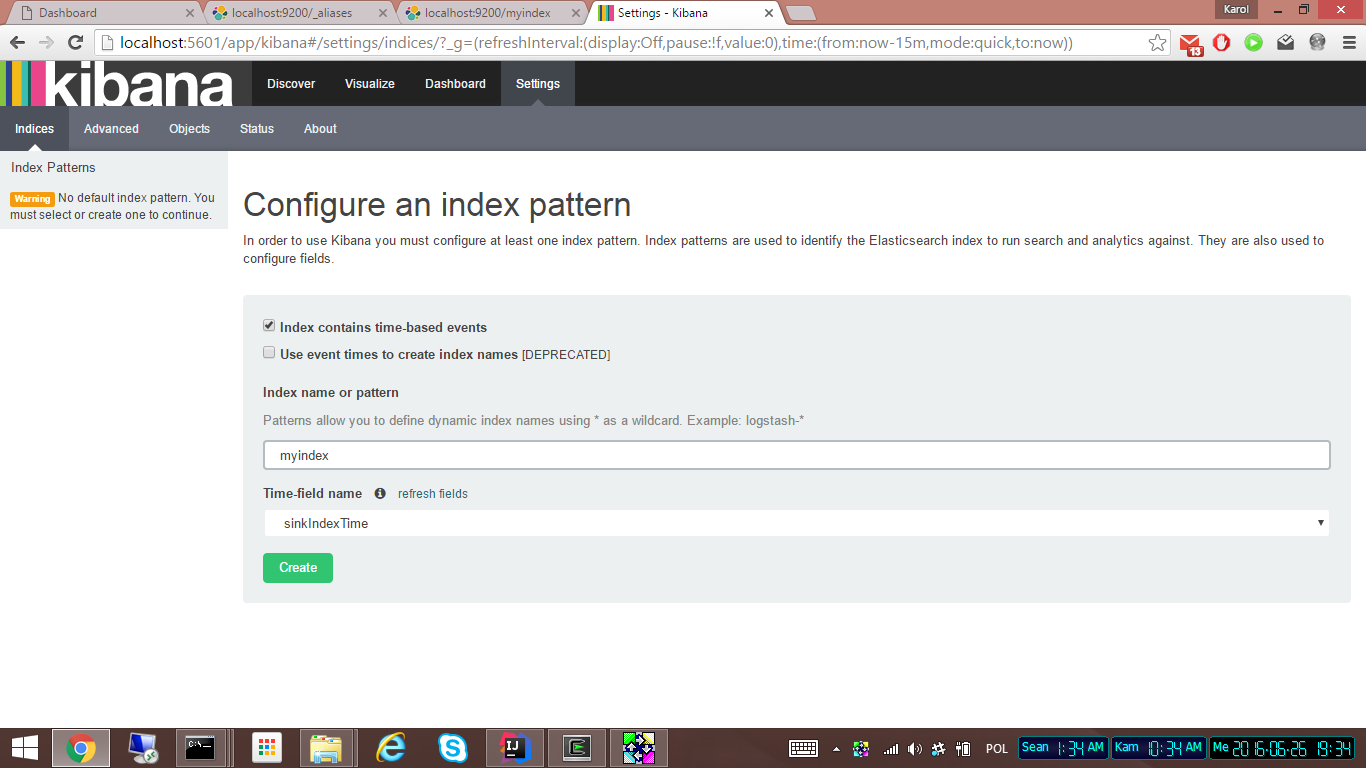 Karol
Dashboard
localhost:9200/_aliases
localhost:9200/myindex
Settings - Kibana
localhost:5601/app/kibana#/settings/indices/?_g=(refreshInterval:(display:Off,pause:!f,value:0),time:(from:now-15m,mode:quick,to:now))
13
kibana
Discover
Visualize
Dashboard
Settings
Indices
Advanced
Objects
Status
About
Index Patterns
Warning No default index pattern. You
must select or create one to continue.
Configure an index pattern
In order to use Kibana you must configure at least one index pattern. Index patterns are used to identify the Elasticsearch index to run search and analytics against. They are also used to
configure fields.
Index contains time-based events
Use event times to create index names [DEPRECATED]
Index name or pattern
Patterns allow you to define dynamic index names using * as a wildcard. Example: logstash-*
myindex
Time-field name refresh fields
sinkIndexTime
Create
C:\_
IJ
POL
Sean 1:34 AM
Kam 10:34 AM
Me 2016-06-26 19:34